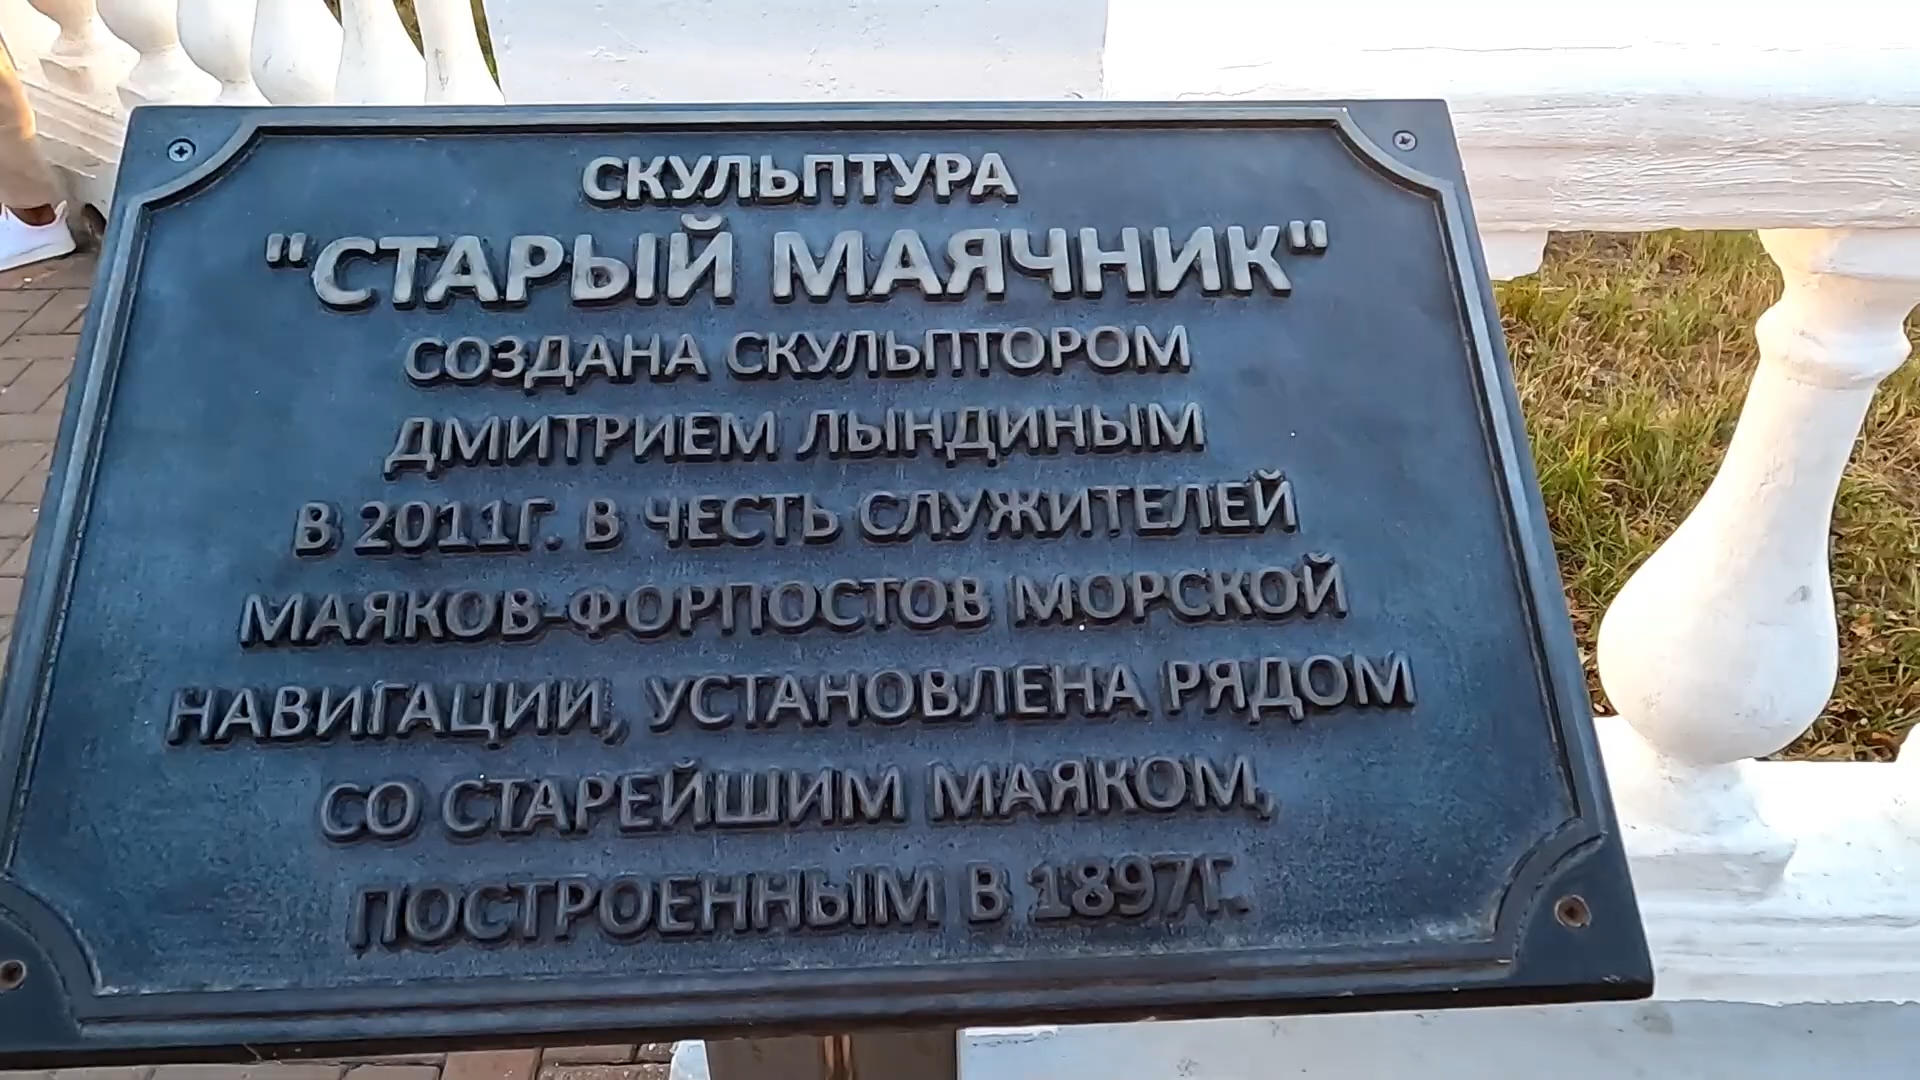 СКУЛЬПТУРА
"СТАРЫЙ МАЯЧНИК"
СОЗДАНА СКУЛЬПТОРОМ
ДМИТРИЕМ ЛЫНДИНЫМ
В 2011Г. В ЧЕСТЬ СЛУЖИТЕЛЕЙ
МАЯКОВ-ФОРПОСТОВ МОРСКОЙ
НАВИГАЦИИ, УСТАНОВЛЕНА РЯДОМ
СО СТАРЕЙШИМ МАЯКОМ,
ПОСТРОЕННЫМ В 1897Г.